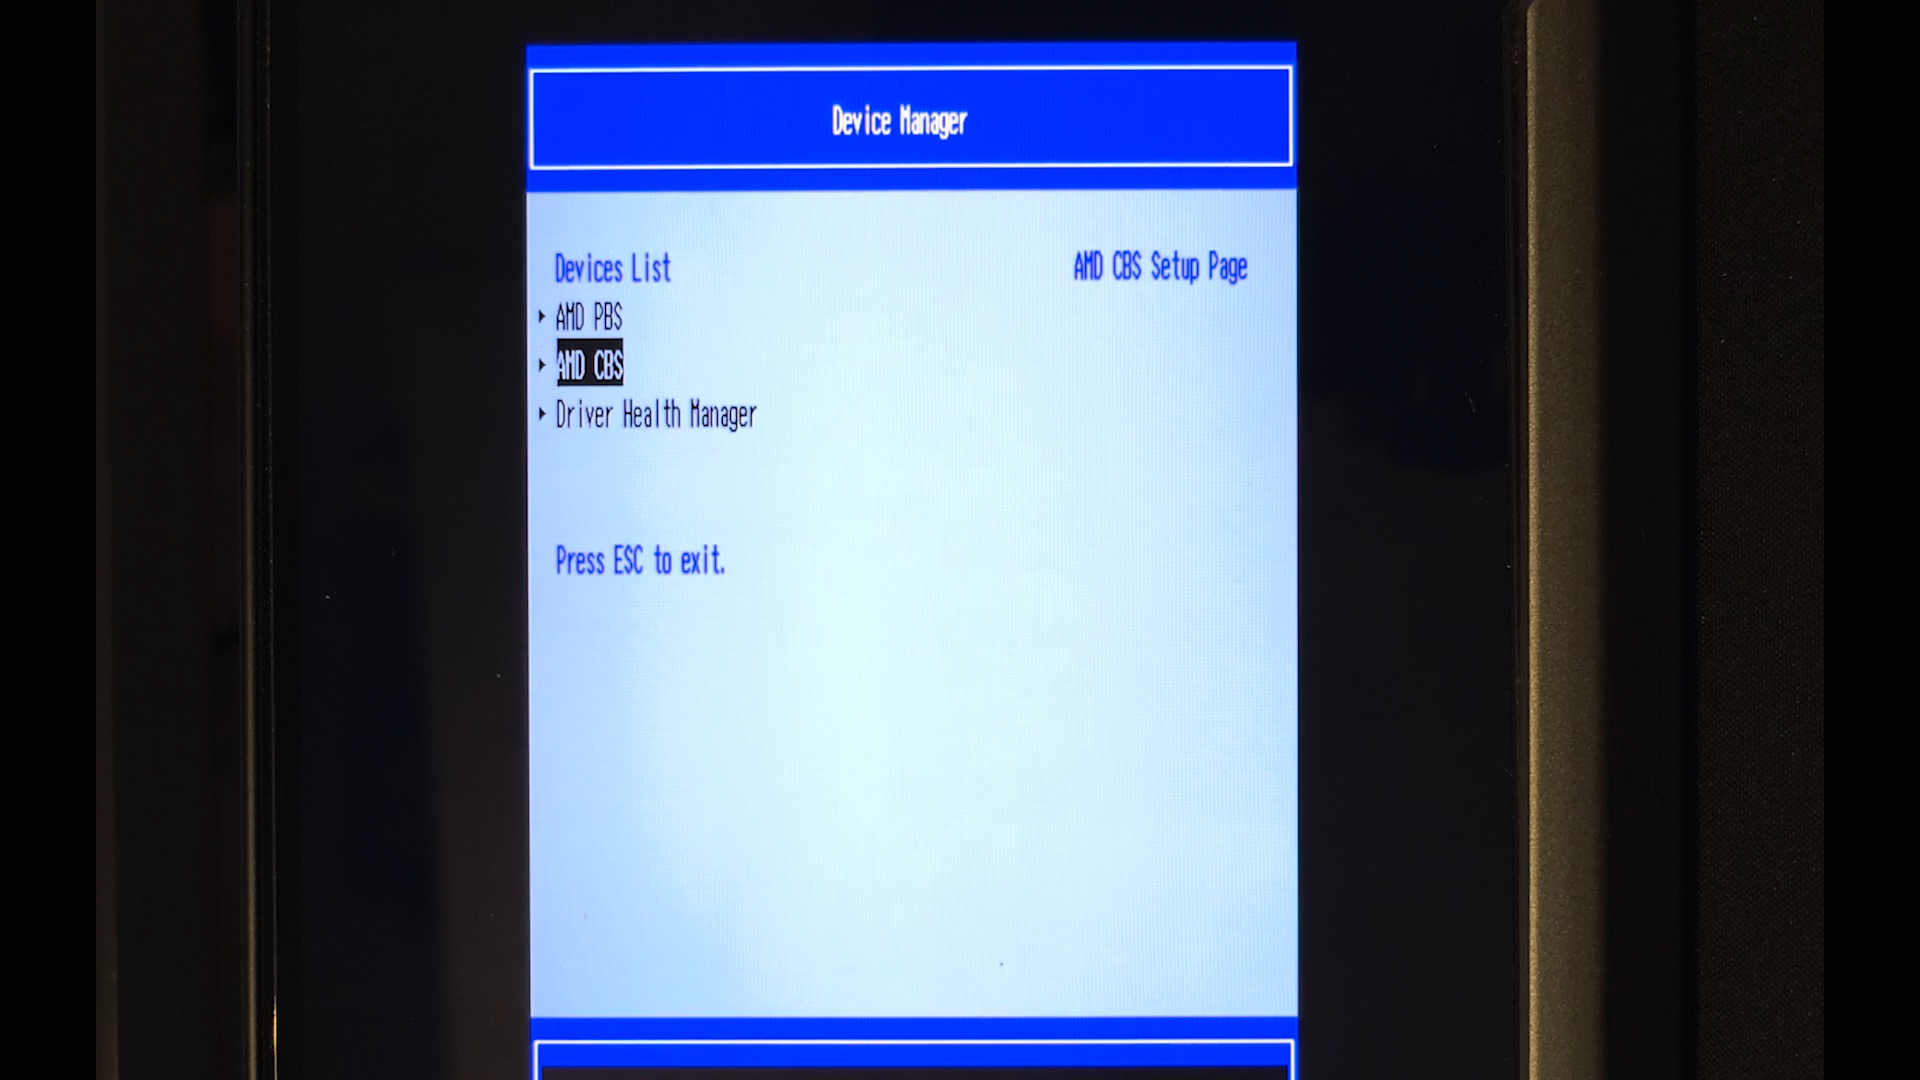 Device Manager
Devices List
AMD CBS Setup Page
AMD PBS
AMD CBS
Driver Health Manager
Press ESC to exit.